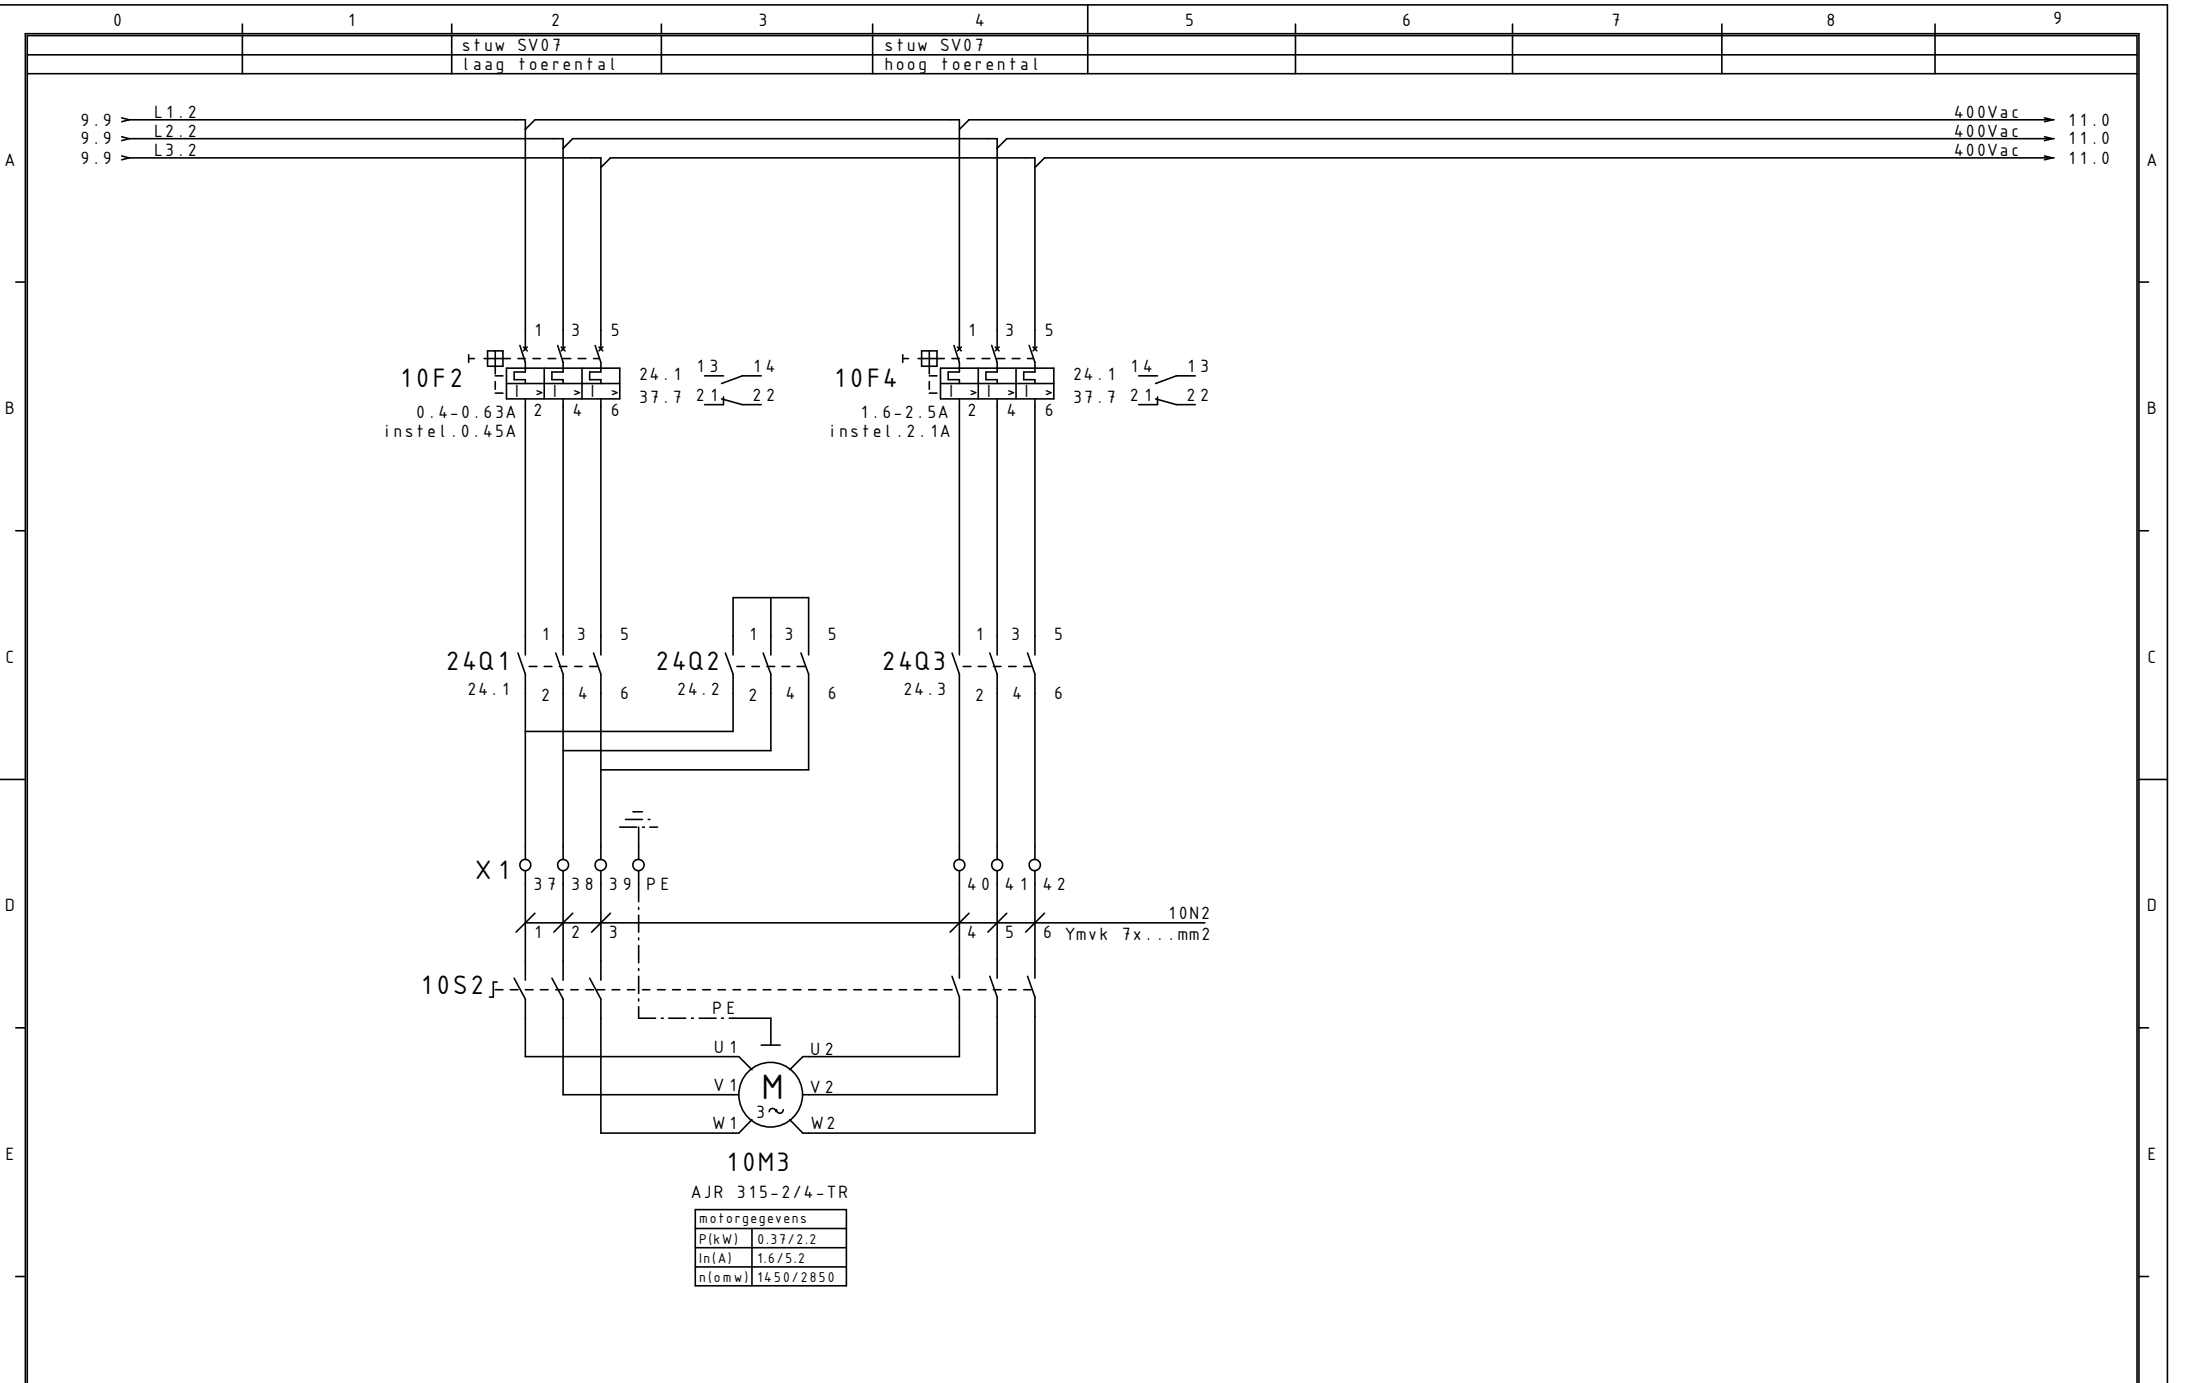 0 1 2 3 4 5 6 7 8 9
stuw SV07 stuw SV07
laag toerental hoog toerental
L1.2 400Vac
9.9 11.0
L2.2 400Vac
9.9 11.0
L3.2 400Vac
9.9 11.0
A A
1 3 5 1 3 5
10F2 24.1 13 14 10F4 24.1 14 13
37.7 21 22 37.7 21 22
B B
0.4-0.63A 2 4 6 1.6-2.5A 2 4 6
instel.0.45A instel.2.1A
1 3 5 1 3 5 1 3 5
C 24Q1 24Q2 24Q3 C
24.1 2 4 6 24.2 2 4 6 24.3 2 4 6
X1 37 38 39 PE 40 41 42
D D
10N2
1 2 3 4 5 6 Ymvk 7x...mm2
10S2
PE
U1 U2
V1 M V2
3~
W1 W2
E E
10M3
AJR 315-2/4-TR
motorgegevens
P(kW) 0.37/2.2
In(A) 1.6/5.2
n(omw) 1450/2850